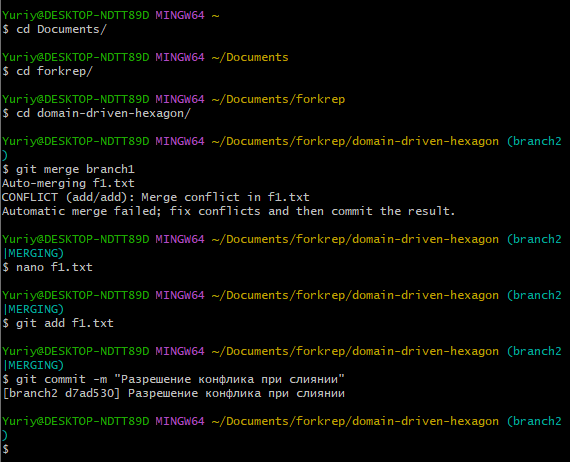 Yuriy@DESKTOP-NDTT89D MINGW64 ~
$ cd Documents/
Yuriy@DESKTOP-NDTT89D MINGW64 ~/Documents
$ cd forkrep/
Yuriy@DESKTOP-NDTT89D MINGW64 ~/Documents/forkrep
$ cd domain-driven-hexagon/
Yuriy@DESKTOP-NDTT89D MINGW64 ~/Documents/forkrep/domain-driven-hexagon (branch2
)
$ git merge branch1
Auto-merging f1.txt
CONFLICT (add/add): Merge conflict in f1.txt
Automatic merge failed; fix conflicts and then commit the result.
Yuriy@DESKTOP-NDTT89D MINGW64 ~/Documents/forkrep/domain-driven-hexagon (branch2
|MERGING)
$ nano f1.txt
Yuriy@DESKTOP-NDTT89D MINGW64 ~/Documents/forkrep/domain-driven-hexagon (branch2
|MERGING)
$ git add f1.txt
Yuriy@DESKTOP-NDTT89D MINGW64 ~/Documents/forkrep/domain-driven-hexagon (branch2
|MERGING)
$ git commit -m "Разрешение конфлика при слиянии"
[branch2 d7ad530] Разрешение конфлика при слиянии
Yuriy@DESKTOP-NDTT89D MINGW64 ~/Documents/forkrep/domain-driven-hexagon (branch2
)
$